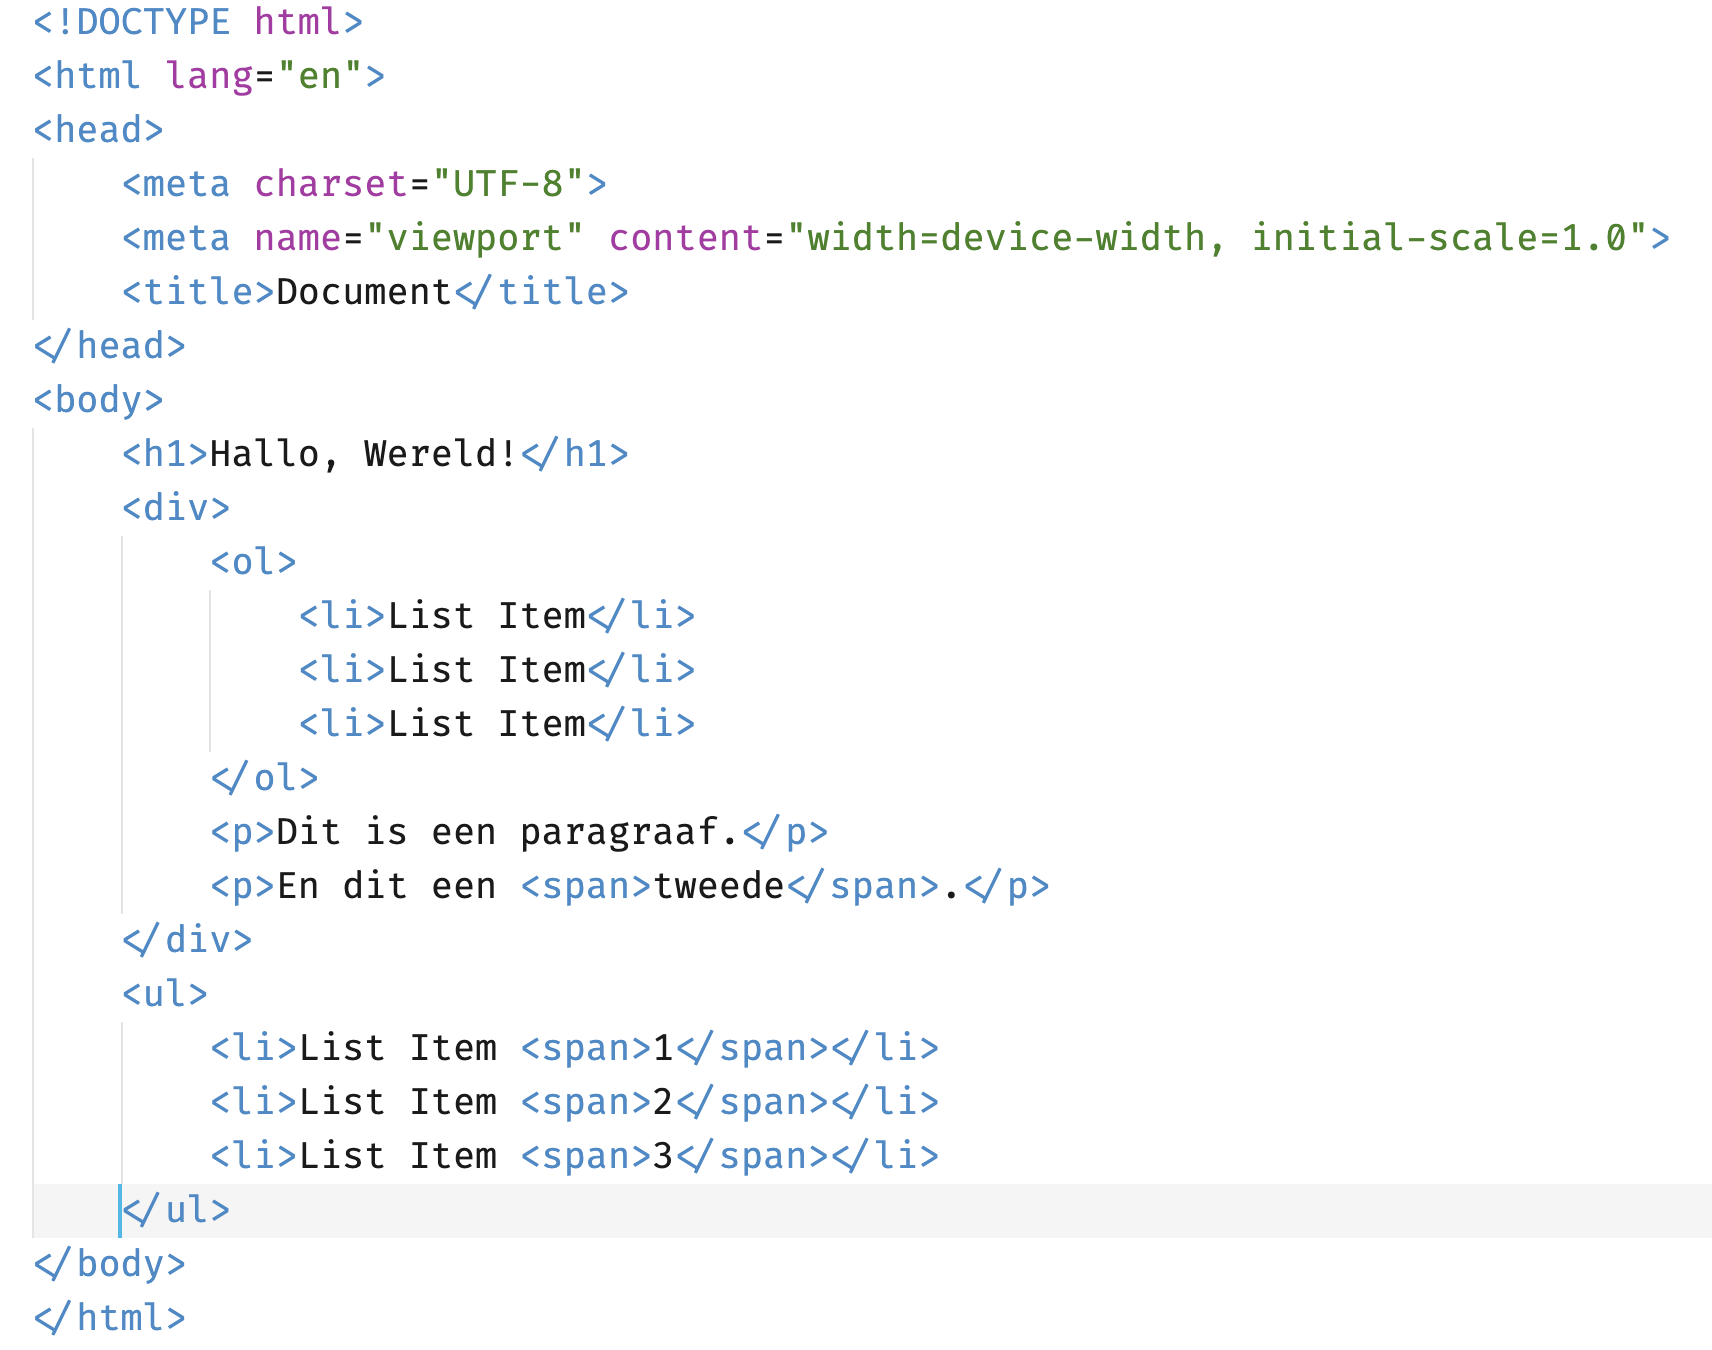 <!DOCTYPE html>
<html lang="en">
<head>
    <meta charset="UTF-8">
    <meta name="viewport" content="width=device-width, initial-scale=1.0">
    <title>Document</title>
</head>
<body>
    <h1>Hallo, Wereld!</h1>
    <div>
        <ol>
            <li>List Item</li>
            <li>List Item</li>
            <li>List Item</li>
        </ol>
        <p>Dit is een paragraaf.</p>
        <p>En dit een <span>tweede</span>.</p>
    </div>
    <ul>
        <li>List Item <span>1</span></li>
        <li>List Item <span>2</span></li>
        <li>List Item <span>3</span></li>
    </ul>
</body>
</html>